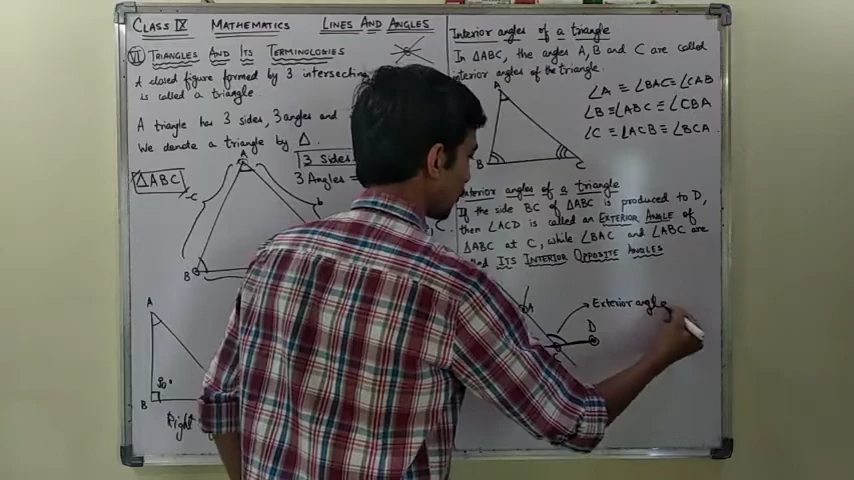 CLASS IX MATHEMATICS LINES AND ANGLES
VI TRIANGLES AND ITS TERMINOLOGIES
A closed figure formed by 3 intersecting
is called a triangle
A triangle has 3 sides, 3 angles and
We denote a triangle by Δ.
3 Sides
3 Angles =
ΔABC
A
c
b
B
A
90°
B
Right
Interior angles of a triangle
In ΔABC, the angles A, B and C are called
interior angles of the triangle.
A
B
C
∠A ≡ ∠BAC ≡ ∠CAB
∠B ≡ ∠ABC ≡ ∠CBA
∠C ≡ ∠ACB ≡ ∠BCA.
Exterior angles of a triangle
If the side BC of ΔABC is produced to D,
then ∠ACD is called an EXTERIOR ANGLE of
ΔABC at C, while ∠BAC and ∠ABC are
ITS INTERIOR OPPOSITE ANGLES
A
Exterior angle
D
C